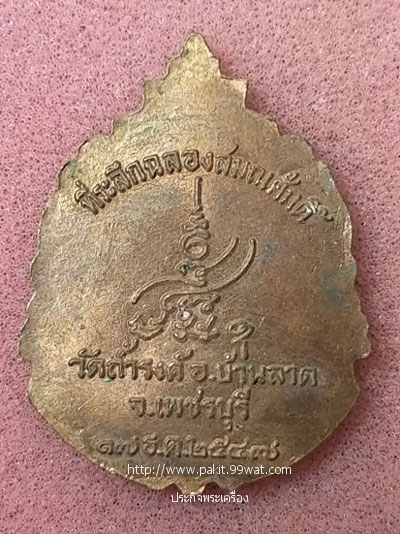 ที่ระลึกฉลองสมณศักดิ์
วัดถ้ำรงค์ อ.บ้านลาด
จ.เพชรบุรี
๑๗ ธ.ค. ๒๕๔๗
http://www.pakit.99wat.com
ประกิจพระเครื่อง